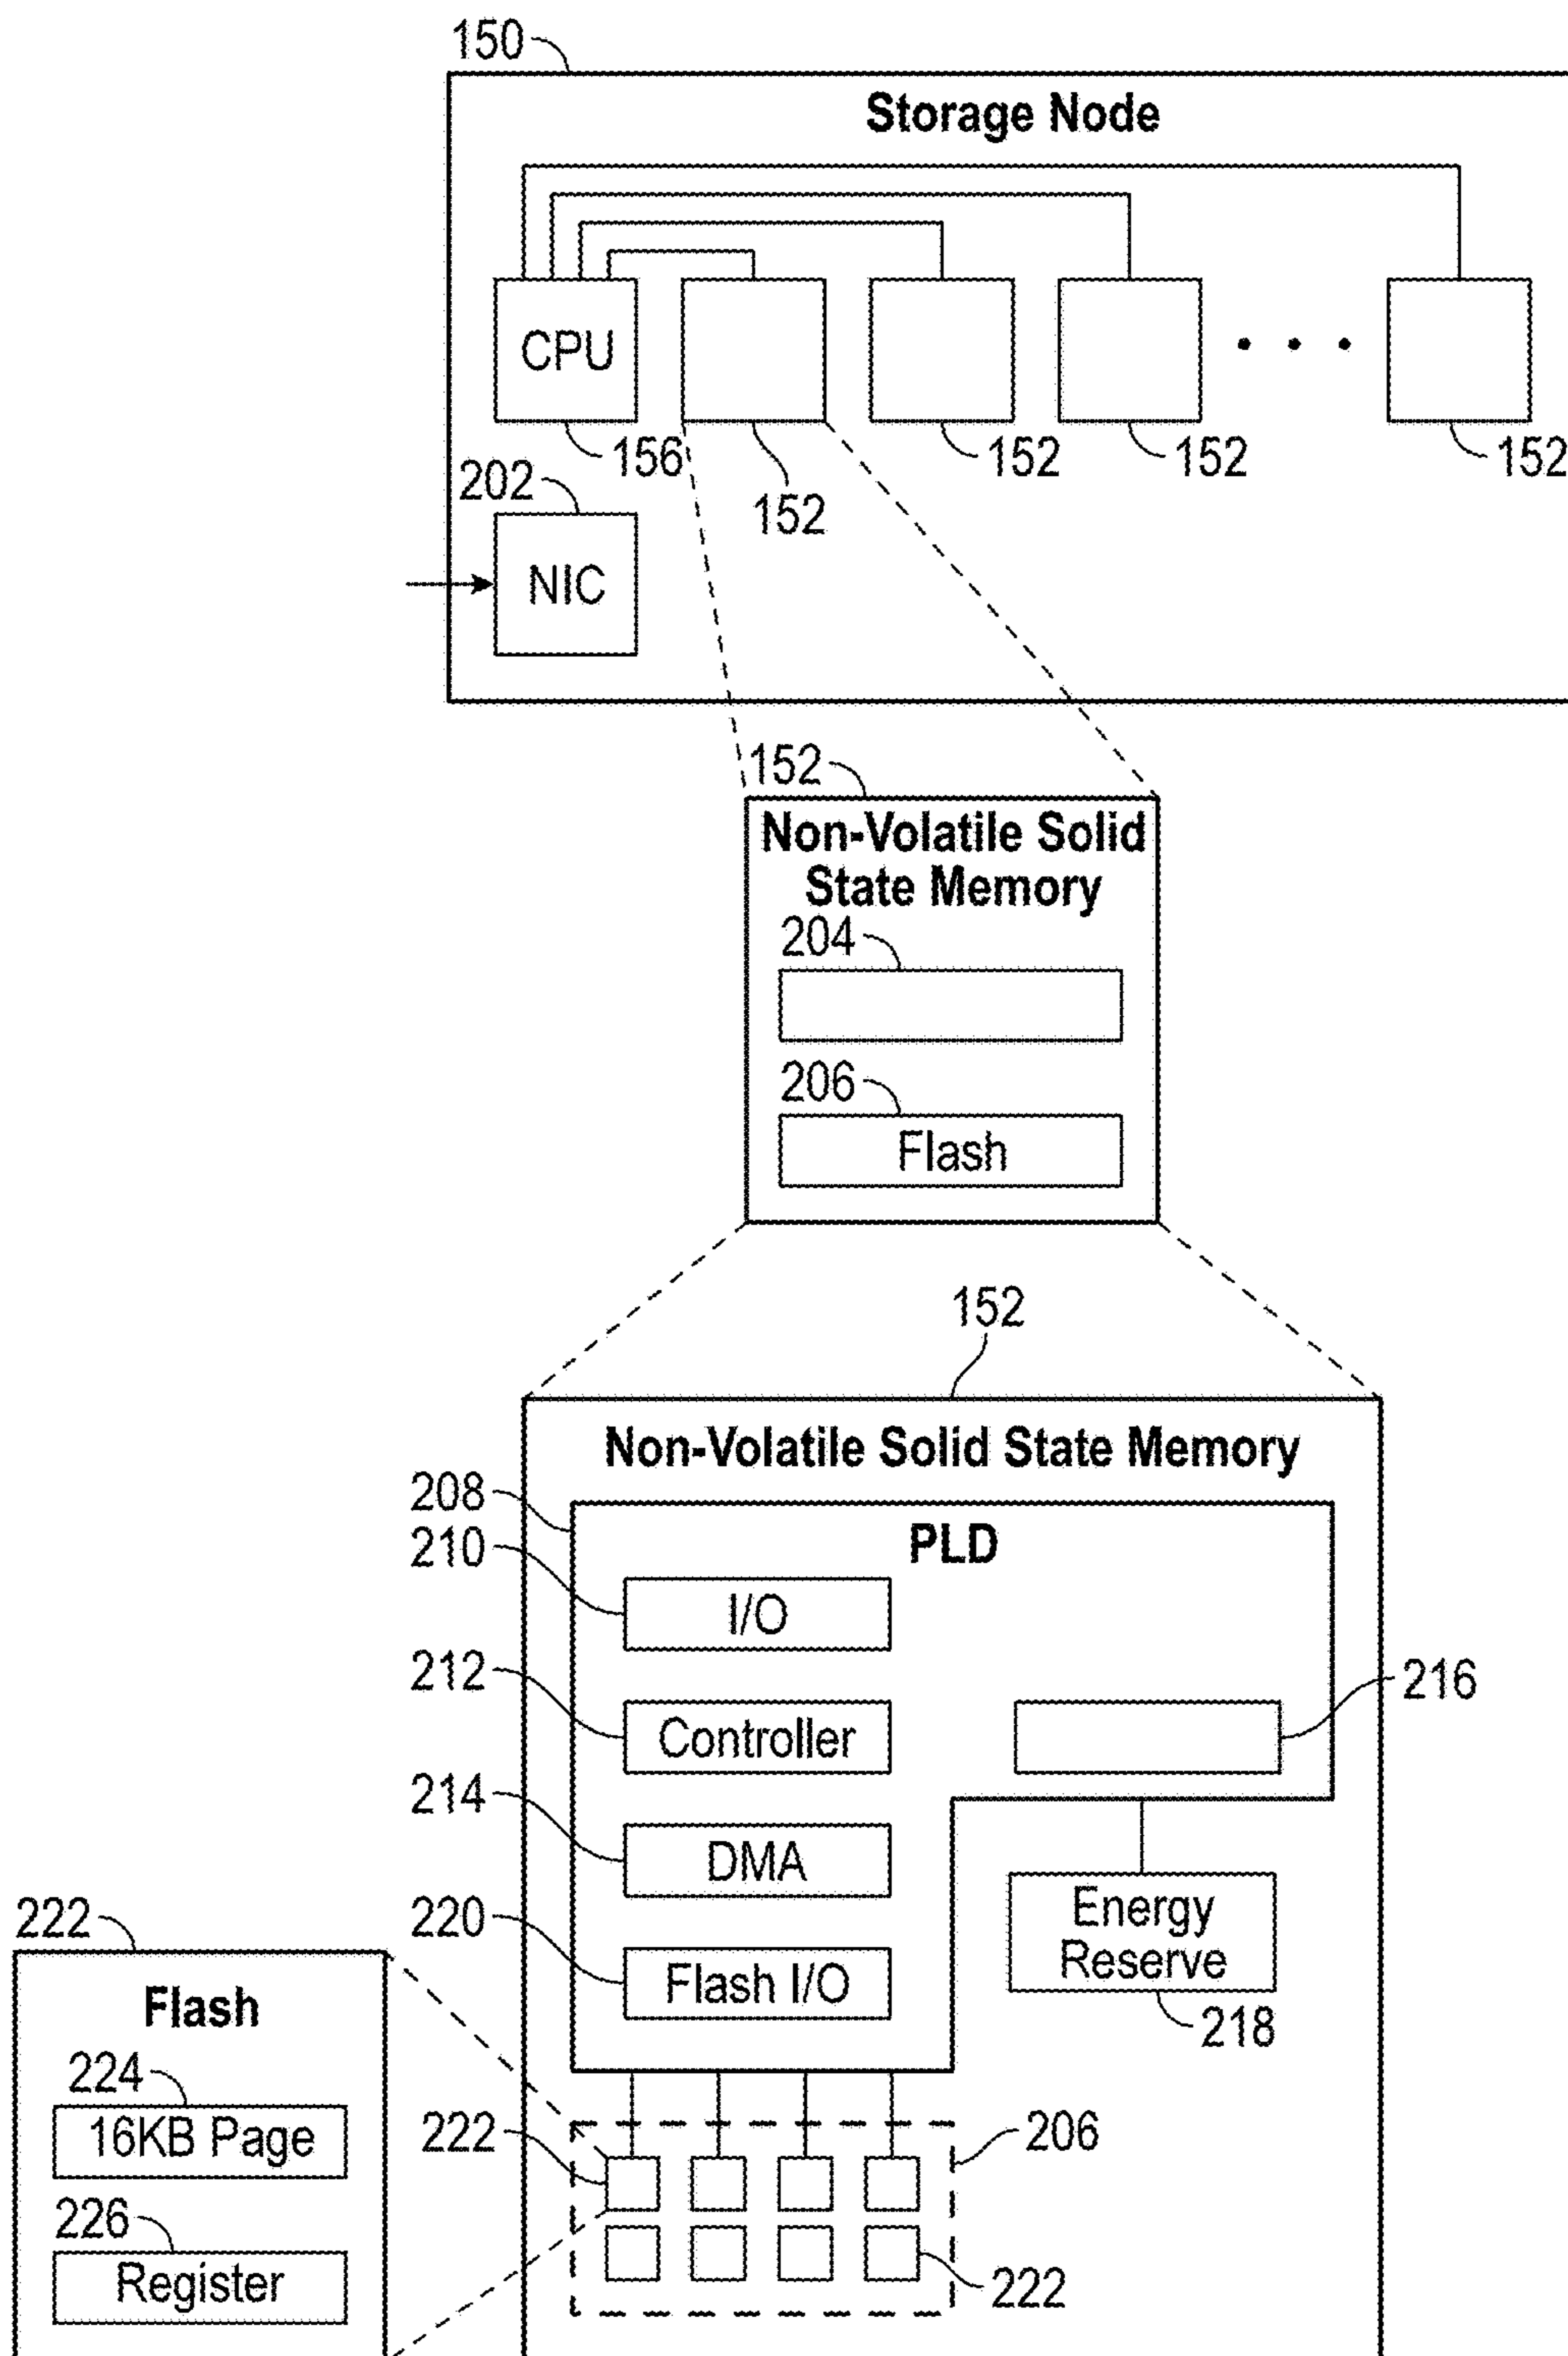 150
Storage Node
CPU
156
152
152
152
152
202
NIC
152
Non-Volatile Solid
State Memory
204
206
Flash
152
Non-Volatile Solid State Memory
208
PLD
210
I/O
212
Controller
216
214
DMA
220
Flash I/O
Energy
Reserve
218
222
Flash
224
16KB Page
226
Register
222
206
222